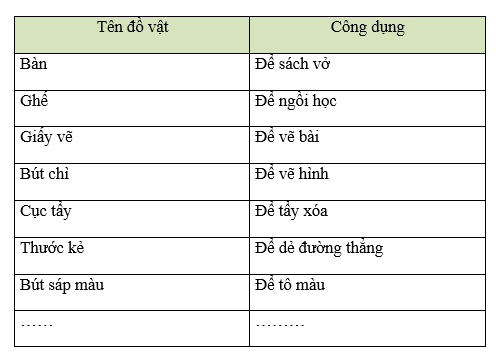 Tên đồ vật Công dụng
Bàn Để sách vở
Ghế Để ngồi học
Giấy vẽ Để vẽ bài
Bút chì Để vẽ hình
Cục tẩy Để tẩy xóa
Thước kẻ Để dẻ đường thẳng
Bút sáp màu Để tô màu
…… ………